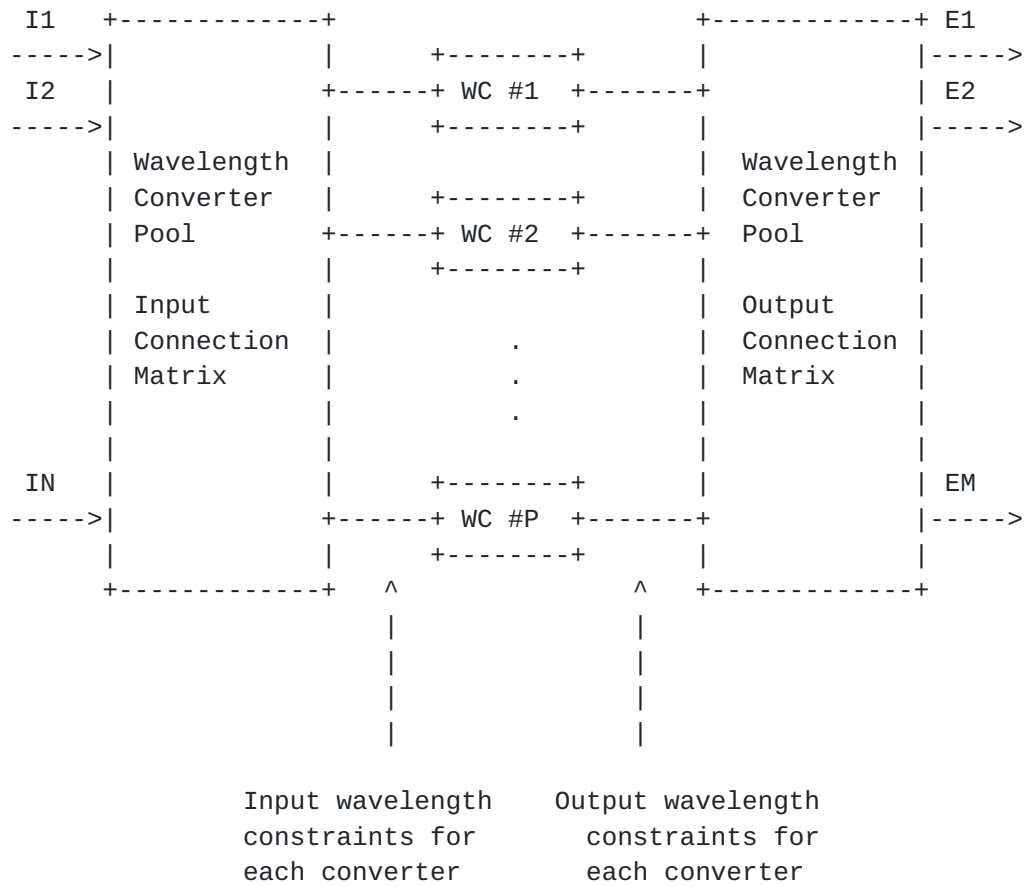 I1   +-------------+                       +-------------+ E1
----->|             |      +--------+       |             |----->
 I2   |             +------+ WC #1  +-------+             | E2
----->|             |      +--------+       |             |----->
      | Wavelength  |                       |  Wavelength |
      | Converter   |      +--------+       |  Converter  |
      | Pool        +------+ WC #2  +-------+  Pool       |
      |             |      +--------+       |             |
      | Input       |                       |  Output     |
      | Connection  |           .           |  Connection |
      | Matrix      |           .           |  Matrix     |
      |             |           .           |             |
      |             |                       |             |
 IN   |             |      +--------+       |             | EM
----->|             +------+ WC #P  +-------+             |----->
      |             |      +--------+       |             |
      +-------------+   ^               ^   +-------------+
                        |               |
                        |               |
                        |               |
                        |               |

               Input wavelength    Output wavelength
               constraints for       constraints for
               each converter        each converter